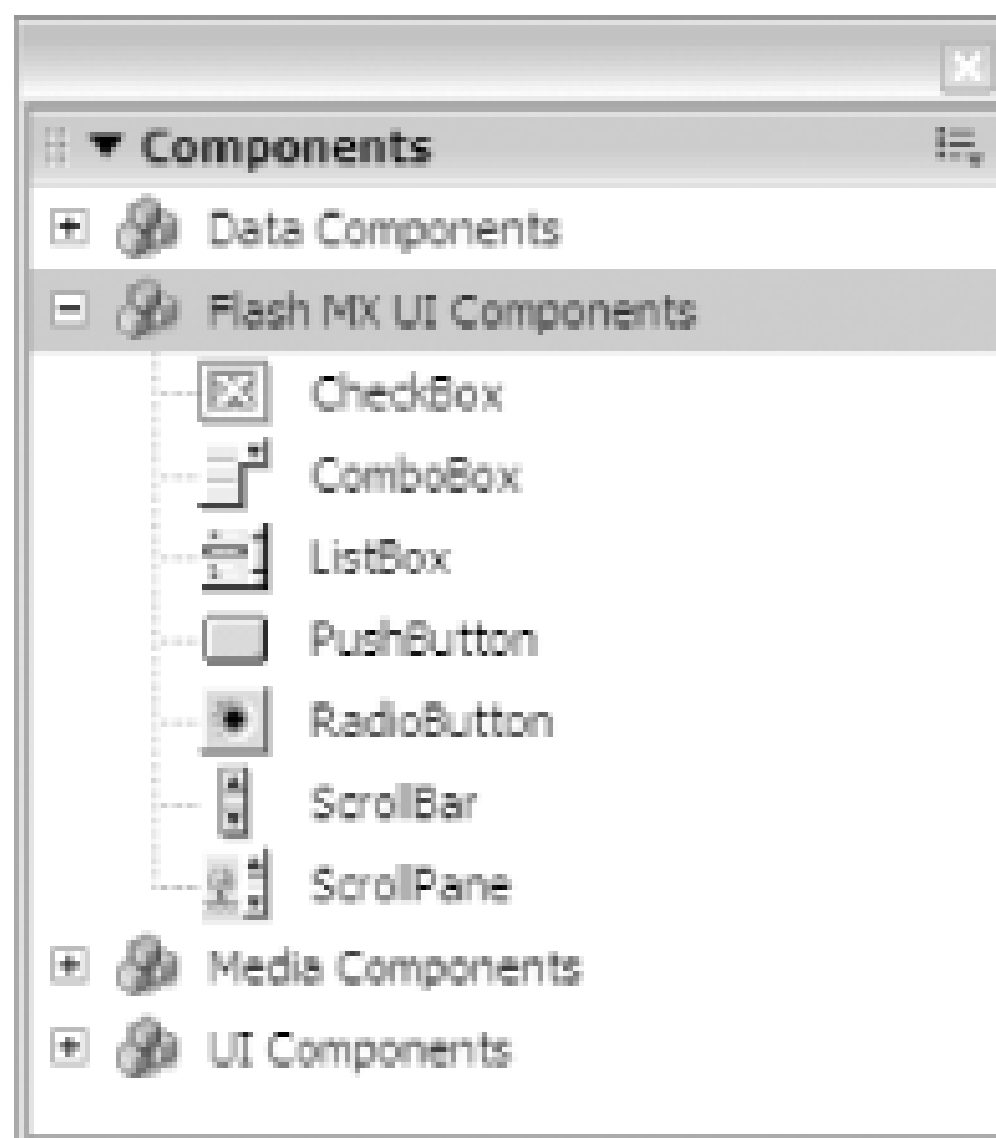 Components
Data Components
Flash MX UI Components
CheckBox
ComboBox
ListBox
PushButton
RadioButton
ScrollBar
ScrollPane
Media Components
UI Components